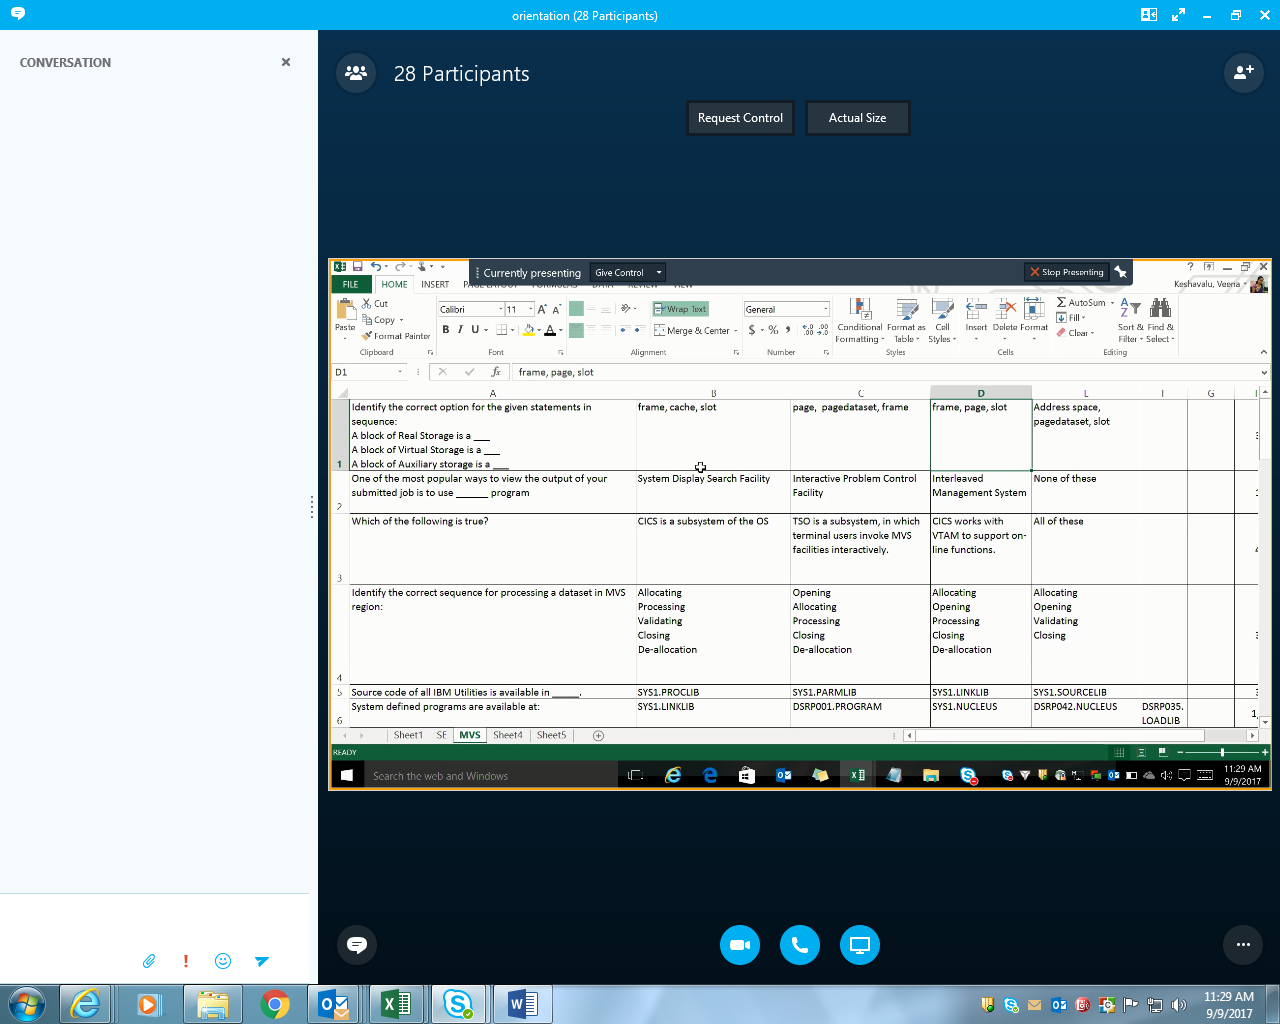 orientation (28 Participants)
CONVERSATION
28 Participants
Request Control
Actual Size
Currently presenting
Give Control
Stop Presenting
FILE
HOME
INSERT
Keshavalu, Veena
Paste
Cut
Copy
Format Painter
Clipboard
Calibri
11
B I U
Font
Wrap Text
Merge & Center
Alignment
General
$ % ,
Number
Conditional Formatting
Format as Table
Cell Styles
Styles
Insert
Delete
Format
Cells
AutoSum
Fill
Clear
Sort & Filter
Find & Select
Editing
D1
fx
frame, page, slot
A B C D E F G
1
Identify the correct option for the given statements in
sequence:
A block of Real Storage is a ___
A block of Virtual Storage is a ___
A block of Auxiliary storage is a ___
frame, cache, slot
page, pagedataset, frame
frame, page, slot
Address space,
pagedataset, slot
2
One of the most popular ways to view the output of your
submitted job is to use ______ program
System Display Search Facility
Interactive Problem Control
Facility
Interleaved
Management System
None of these
3
Which of the following is true?
CICS is a subsystem of the OS
TSO is a subsystem, in which
terminal users invoke MVS
facilities interactively.
CICS works with
VTAM to support on-
line functions.
All of these
4
Identify the correct sequence for processing a dataset in MVS
region:
Allocating
Processing
Validating
Closing
De-allocation
Opening
Allocating
Processing
Closing
De-allocation
Allocating
Opening
Processing
Closing
De-allocation
Allocating
Opening
Validating
Closing
5
Source code of all IBM Utilities is available in _____.
SYS1.PROCLIB
SYS1.PARMLIB
SYS1.LINKLIB
SYS1.SOURCELIB
6
System defined programs are available at:
SYS1.LINKLIB
DSRP001.PROGRAM
SYS1.NUCLEUS
DSRP042.NUCLEUS
DSRP035.
LOADLIB
1,
Sheet1
SE
MVS
Sheet4
Sheet5
READY
Search the web and Windows
11:29 AM
9/9/2017
11:29 AM
9/9/2017